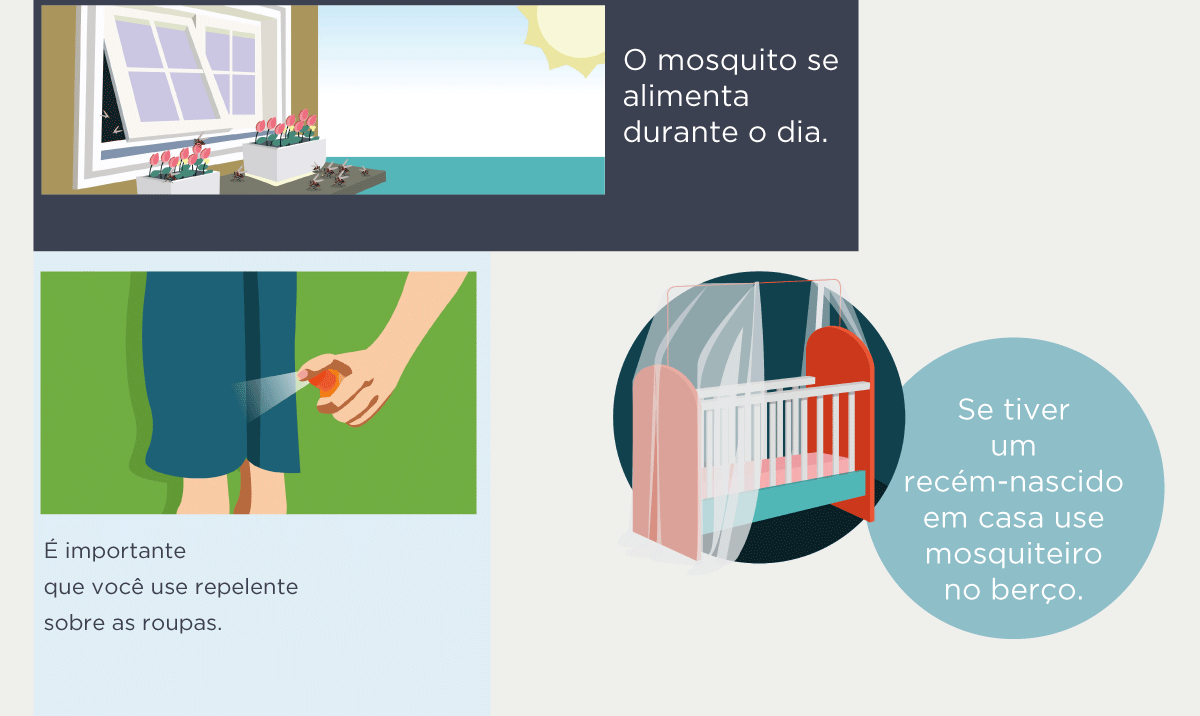 O mosquito se
alimenta
durante o dia.
É importante
que você use repelente
sobre as roupas.
Se tiver
um
recém-nascido
em casa use
mosquiteiro
no berço.